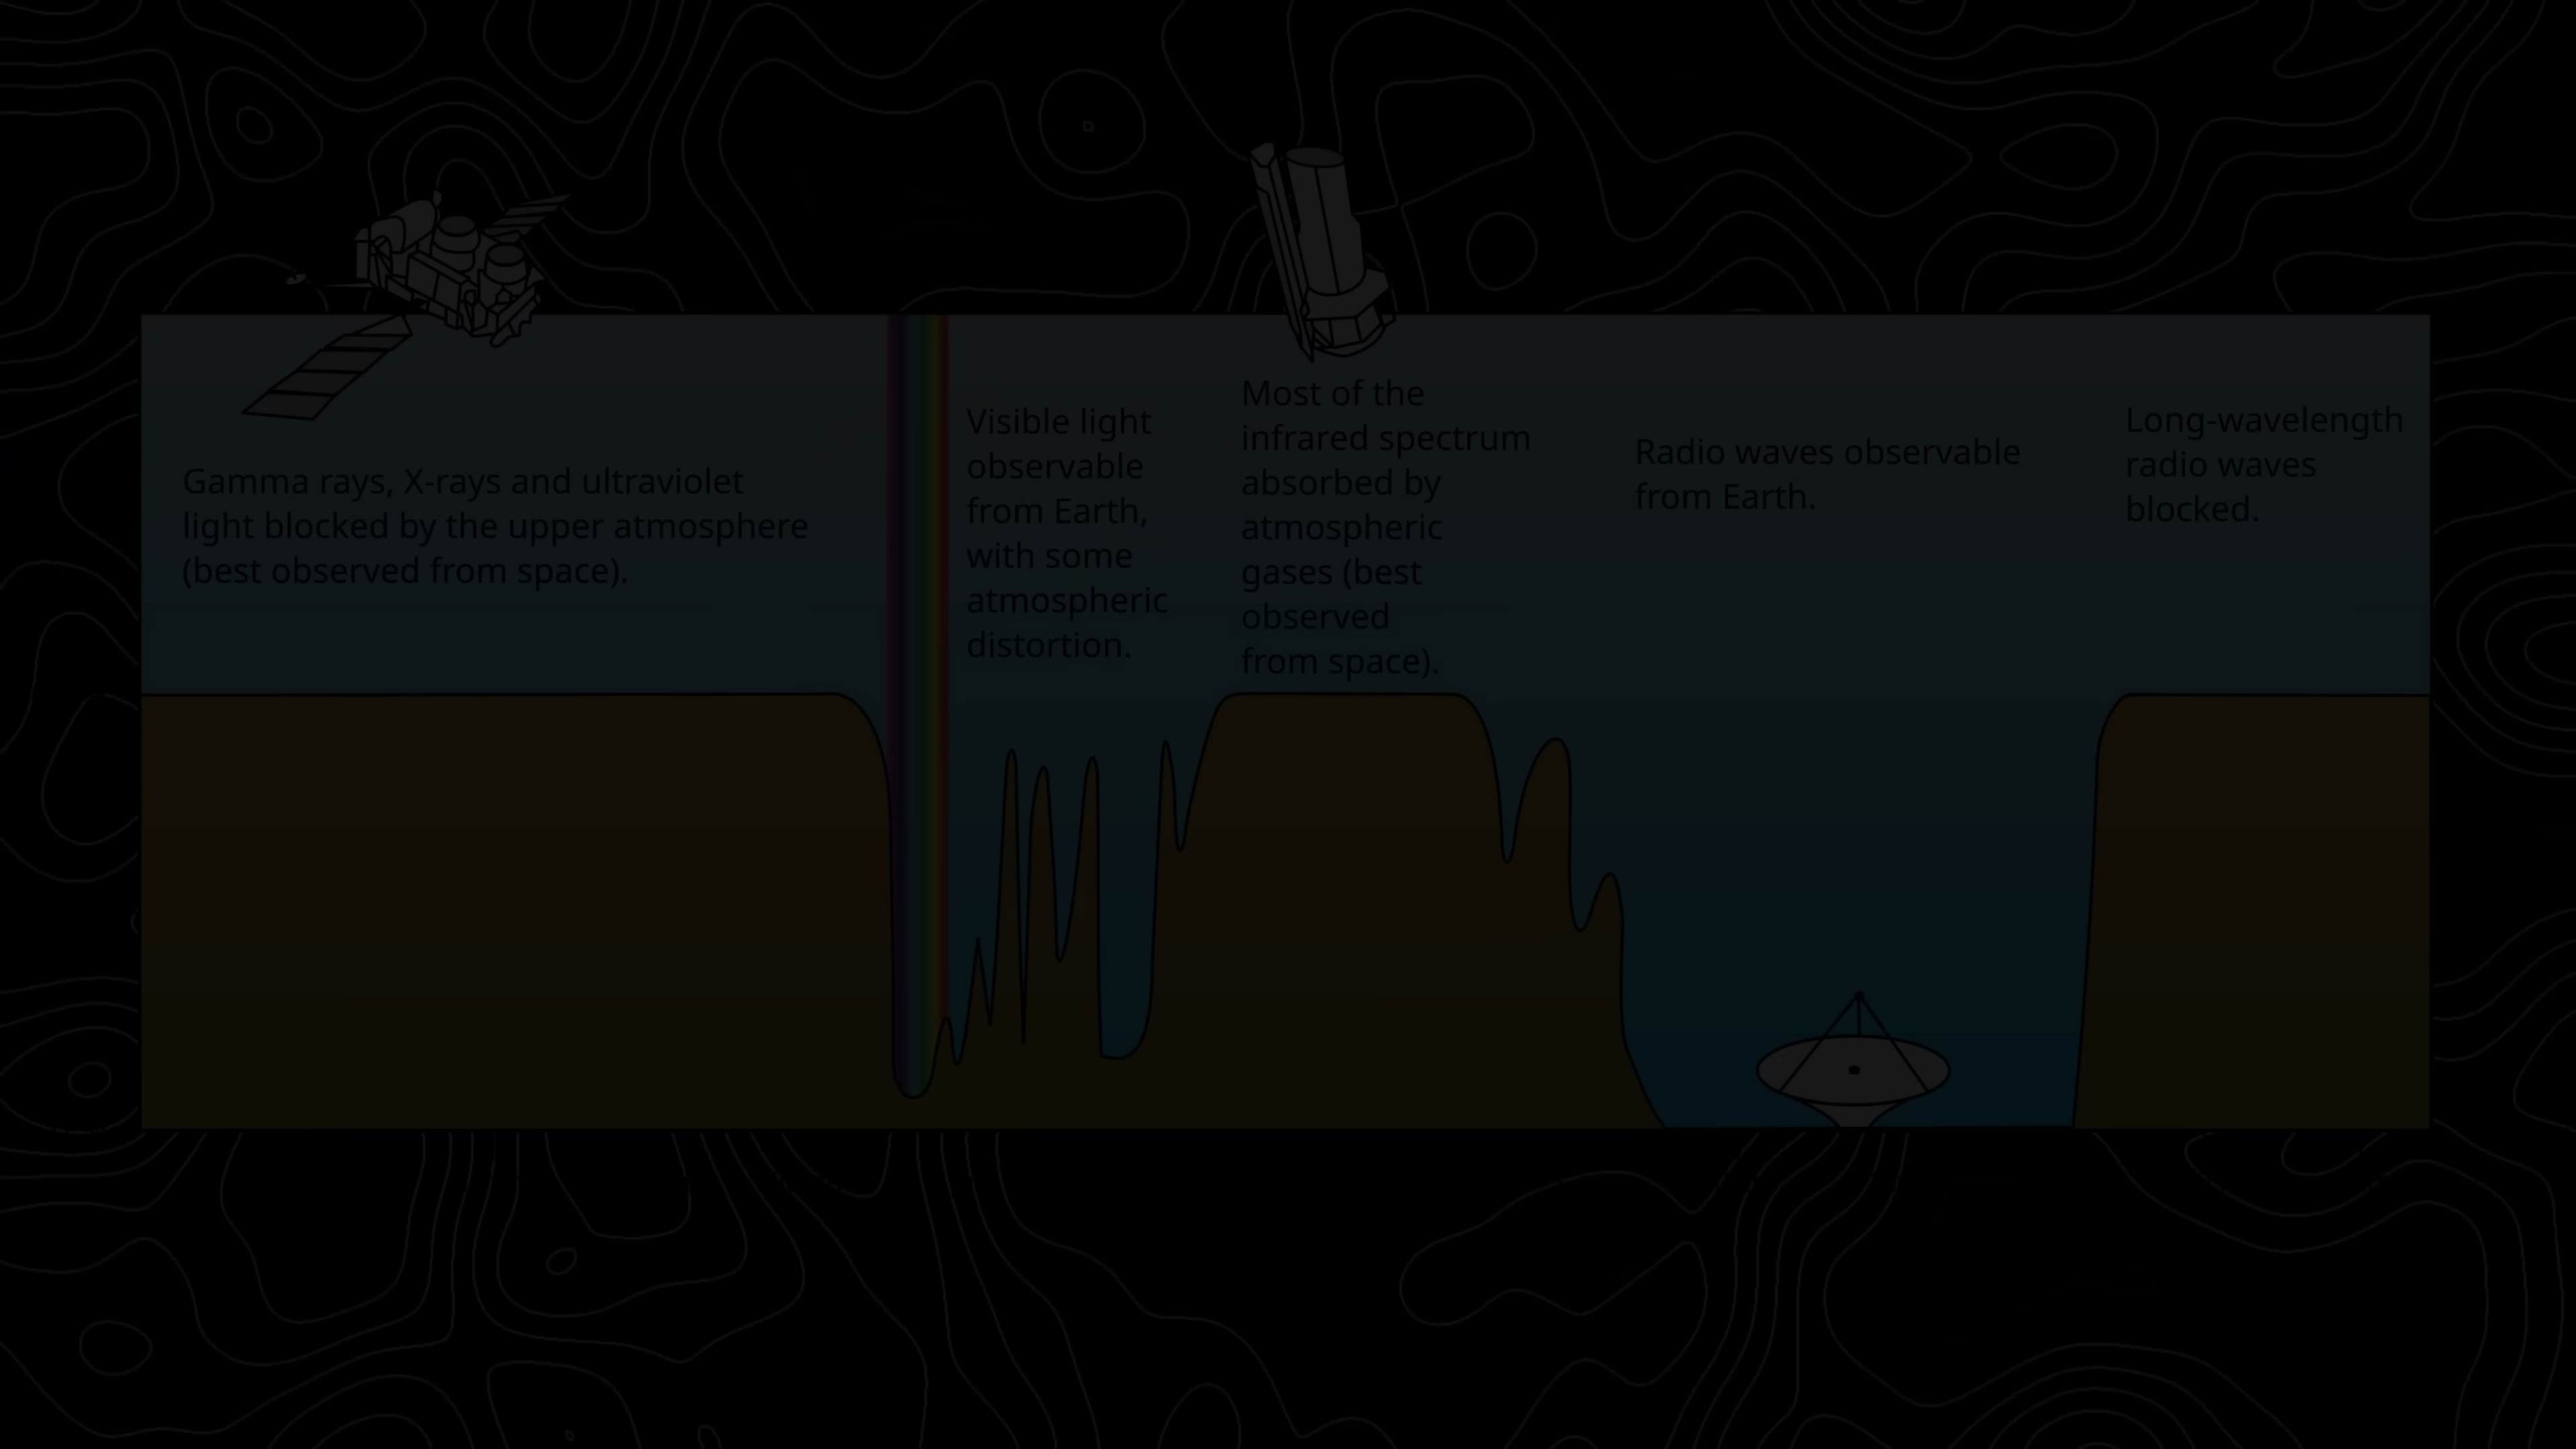 Gamma rays, X-rays and ultraviolet
light blocked by the upper atmosphere
(best observed from space).
Visible light
observable
from Earth,
with some
atmospheric
distortion.
Most of the
infrared spectrum
absorbed by
atmospheric
gases (best
observed
from space).
Radio waves observable
from Earth.
Long-wavelength
radio waves
blocked.